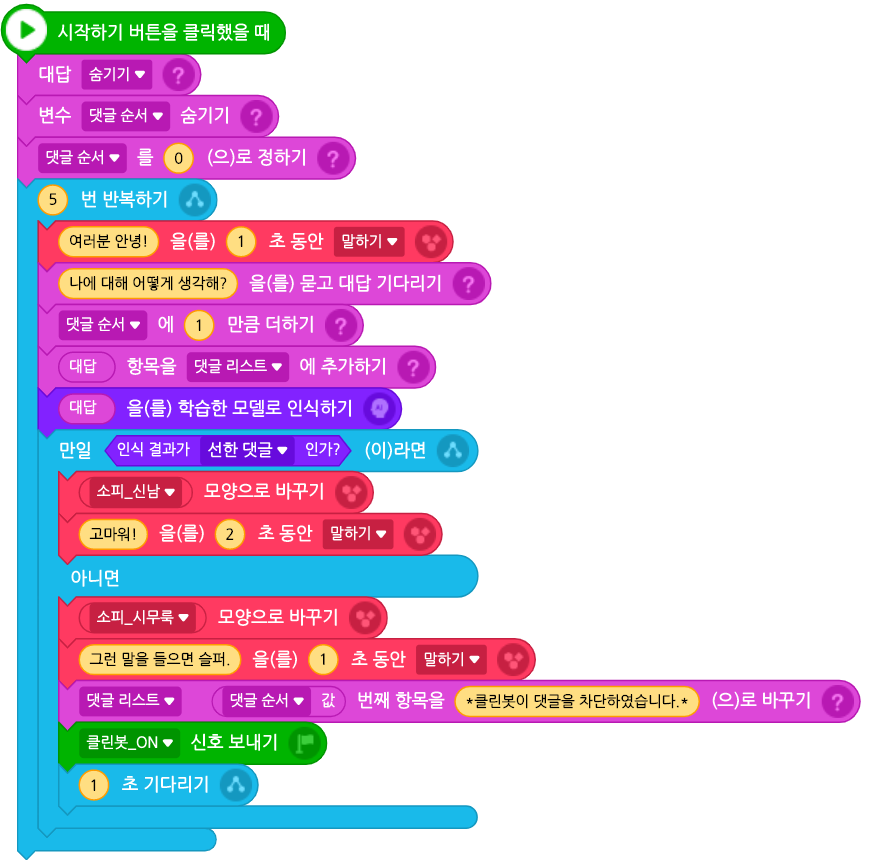 시작하기 버튼을 클릭했을 때
대답 숨기기 ?
변수 댓글 순서 숨기기 ?
댓글 순서 를 0 (으)로 정하기 ?
5 번 반복하기
여러분 안녕! 을(를) 1 초 동안 말하기
나에 대해 어떻게 생각해? 을(를) 묻고 대답 기다리기 ?
댓글 순서 에 1 만큼 더하기 ?
대답 항목을 댓글 리스트 에 추가하기 ?
대답 을(를) 학습한 모델로 인식하기 AI
만일 인식 결과가 선한 댓글 인가? (이)라면
소피_신남 모양으로 바꾸기
고마워! 을(를) 2 초 동안 말하기
아니면
소피_시무룩 모양으로 바꾸기
그런 말을 들으면 슬퍼. 을(를) 1 초 동안 말하기
댓글 리스트 댓글 순서 값 번째 항목을 *클린봇이 댓글을 차단하였습니다.* (으)로 바꾸기 ?
클린봇_ON 신호 보내기
1 초 기다리기